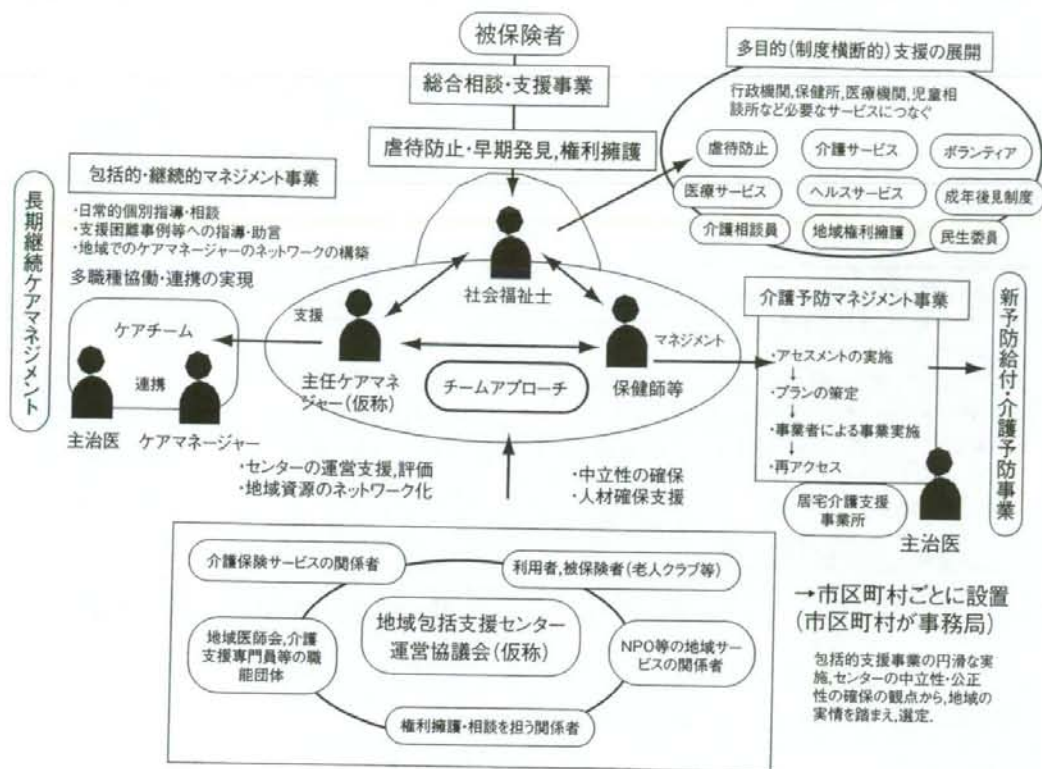 被保険者
総合相談・支援事業
虐待防止・早期発見,権利擁護
多目的(制度横断的)支援の展開
行政機関,保健所,医療機関,児童相
談所など必要なサービスにつなぐ
虐待防止
介護サービス
ボランティア
医療サービス
ヘルスサービス
成年後見制度
介護相談員
地域権利擁護
民生委員
長期継続ケアマネジメント
包括的・継続的マネジメント事業
・日常的個別指導・相談
・支援困難事例等への指導・助言
・地域でのケアマネージャーのネットワークの構築
多職種協働・連携の実現
ケアチーム
連携
主治医
ケアマネージャー
支援
社会福祉士
主任ケアマネ
ジャー(仮称)
チームアプローチ
保健師等
マネジメント
介護予防マネジメント事業
・アセスメントの実施
↓
・プランの策定
↓
・事業者による事業実施
↓
・再アクセス
居宅介護支援
事業所
主治医
新予防給付・介護予防事業
・センターの運営支援,評価
・地域資源のネットワーク化
・中立性の確保
・人材確保支援
介護保険サービスの関係者
利用者,被保険者(老人クラブ等)
地域医師会,介護
支援専門員等の職
能団体
地域包括支援センター
運営協議会(仮称)
NPO等の地域サー
ビスの関係者
権利擁護・相談を担う関係者
→市区町村ごとに設置
(市区町村が事務局)
包括的支援事業の円滑な実
施,センターの中立性・公正
性の確保の観点から,地域の
実情を踏まえ,選定.